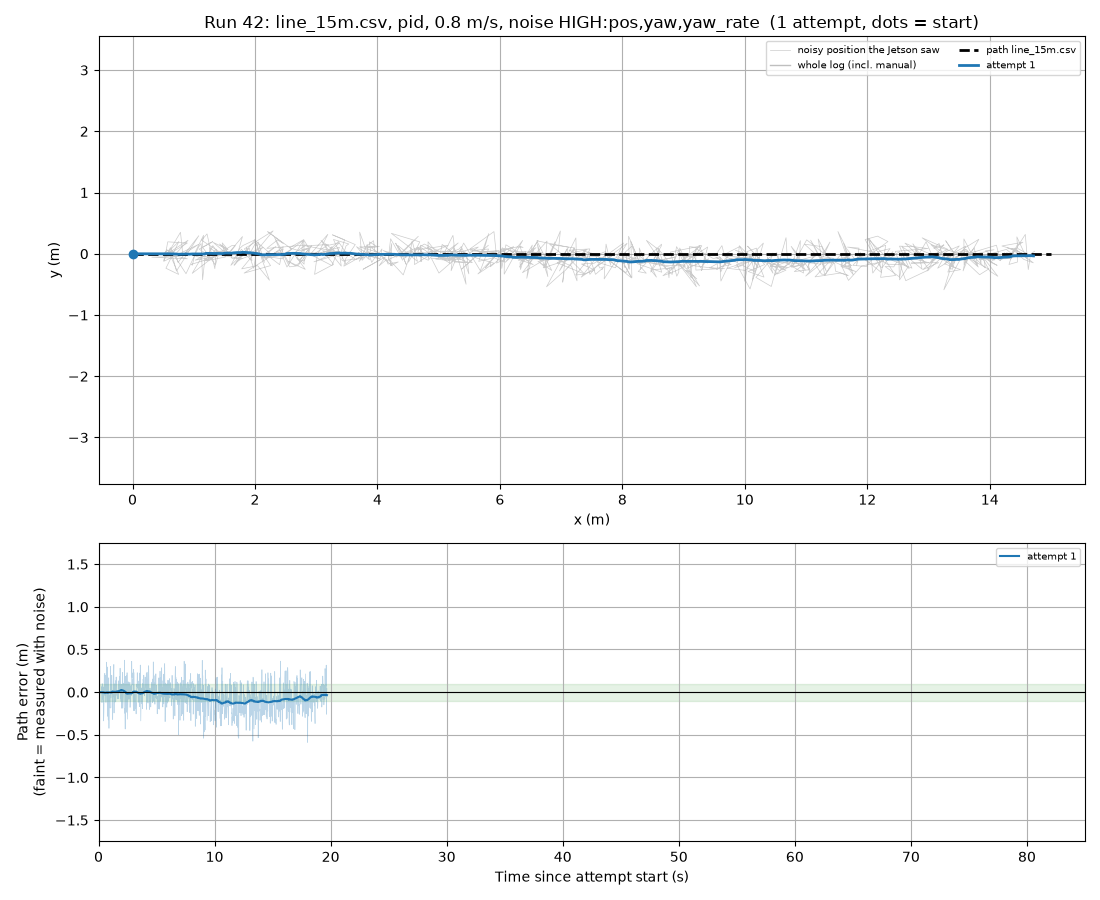 Run 42: line_15m.csv, pid, 0.8 m/s, noise HIGH:pos,yaw,yaw_rate  (1 attempt, dots = start)
noisy position the Jetson saw
whole log (incl. manual)
path line_15m.csv
attempt 1
3
2
1
0
−1
−2
−3
y (m)
0 2 4 6 8 10 12 14
x (m)
attempt 1
1.5
1.0
0.5
0.0
−0.5
−1.0
−1.5
Path error (m)
(faint = measured with noise)
0 10 20 30 40 50 60 70 80
Time since attempt start (s)